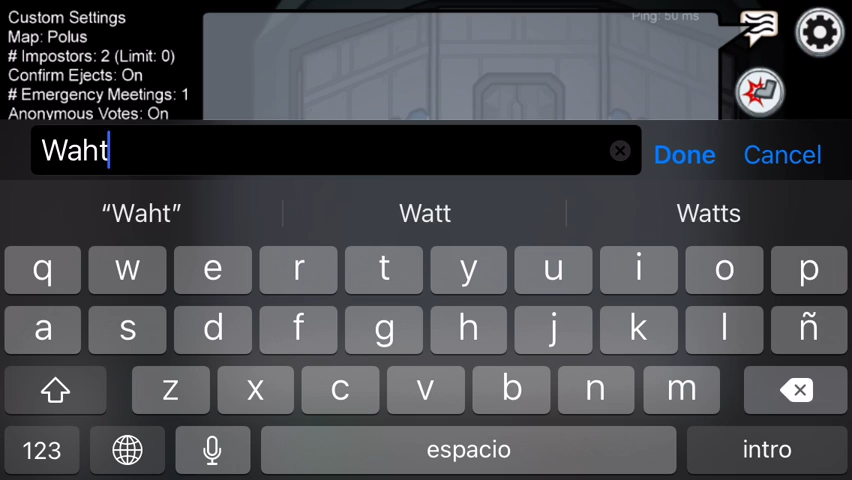 Custom Settings
Map: Polus
# Impostors: 2 (Limit: 0)
Confirm Ejects: On
# Emergency Meetings: 1
Anonymous Votes: On
Ping: 50 ms
Waht
Done
Cancel
“Waht”
Watt
Watts
q w e r t y u i o p
a s d f g h j k l ñ
z x c v b n m
123
espacio
intro